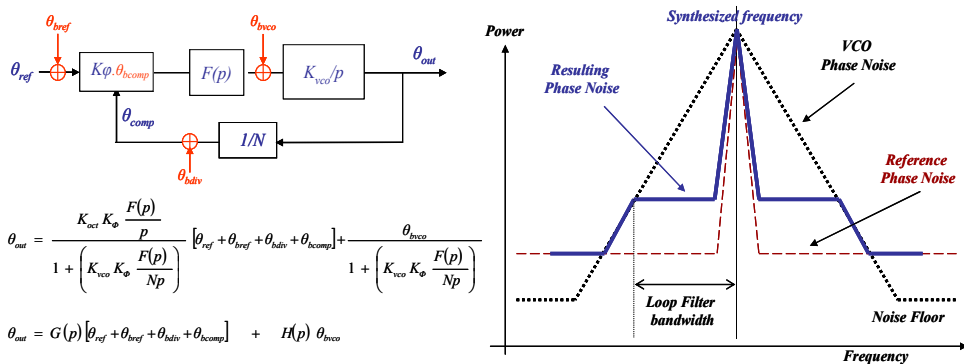 θbref
θbvco
θref
Kφ.θbcomp
F(p)
Kvco/p
θout
θcomp
1/N
θbdiv
θout = (Koct KΦ F(p)/p) / (1 + (Kvco KΦ F(p)/Np)) [θref + θbref + θbdiv + θbcomp] + θbvco / (1 + (Kvco KΦ F(p)/Np))
θout = G(p) [θref + θbref + θbdiv + θbcomp] + H(p) θbvco
Synthesized frequency
Power
VCO
Phase Noise
Resulting
Phase Noise
Reference
Phase Noise
Loop Filter
bandwidth
Noise Floor
Frequency